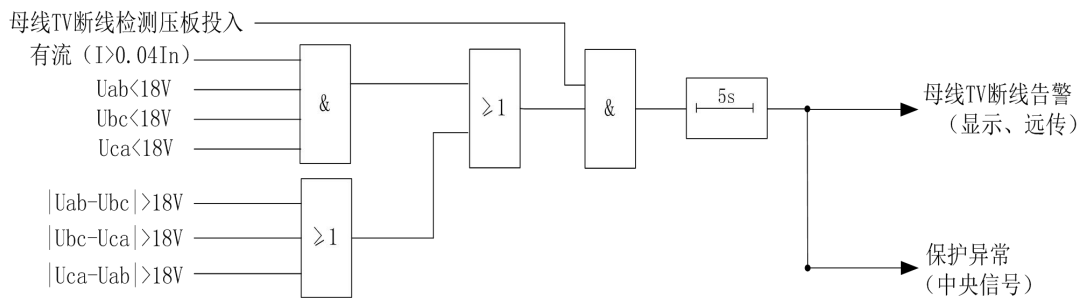 母线TV断线检测压板投入
有流（I>0.04In）
Uab<18V
Ubc<18V
Uca<18V
&
≥1
&
5s
母线TV断线告警
（显示、远传）
|Uab-Ubc|>18V
|Ubc-Uca|>18V
|Uca-Uab|>18V
≥1
保护异常
（中央信号）